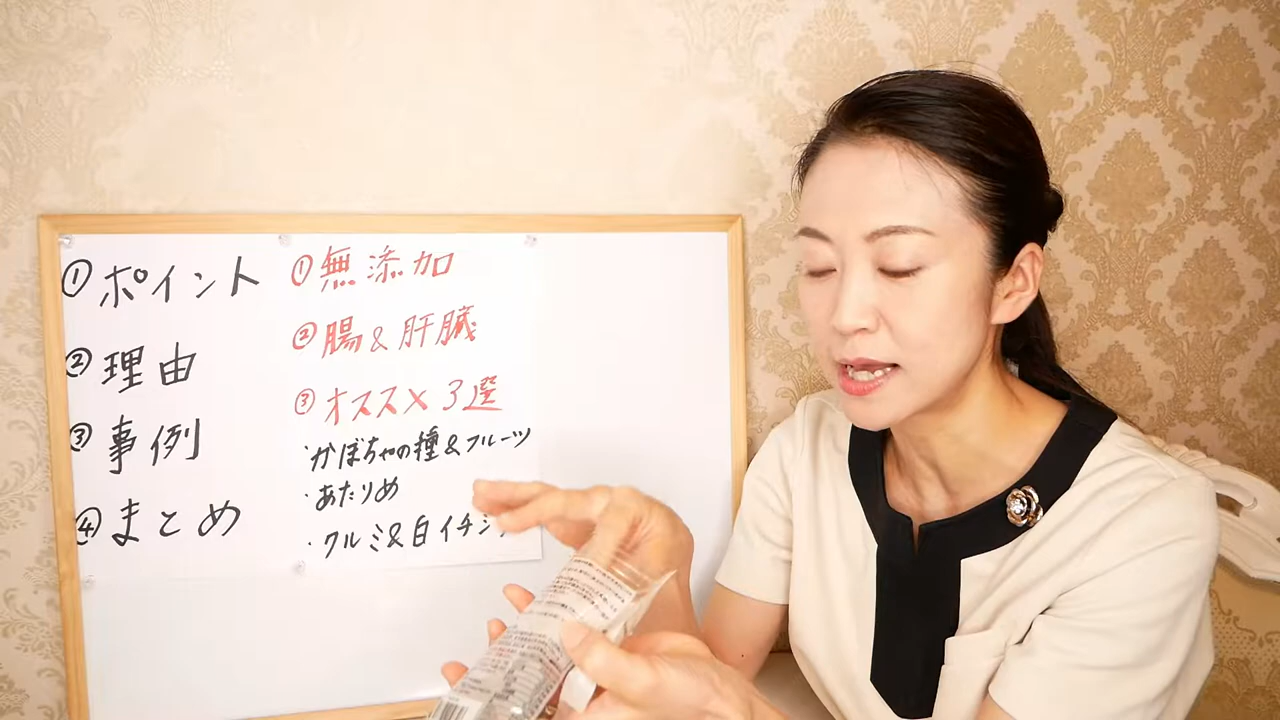 ①ポイント
②理由
③事例
④まとめ
①無添加
②腸&肝臓
③オススメ3選
・かぼちゃの種&フルーツ
・あたりめ
・クルミ&白イチジ